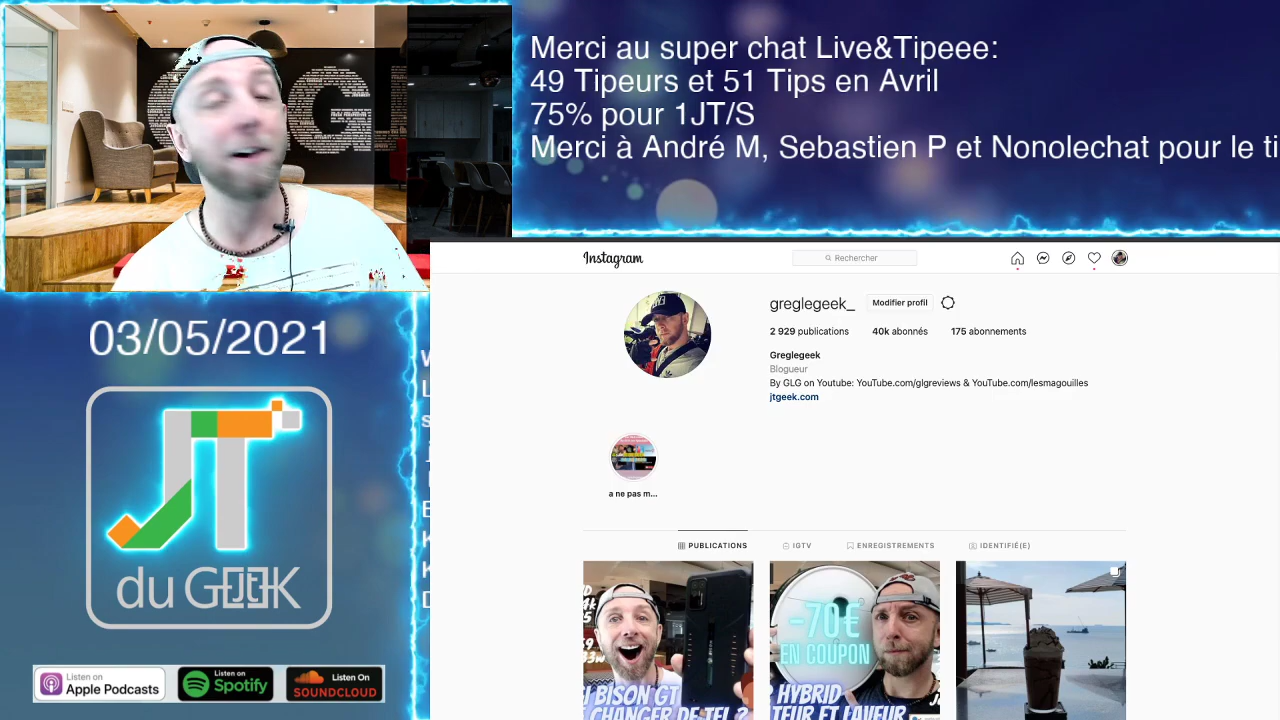 Merci au super chat Live&Tipeee:
49 Tipeurs et 51 Tips en Avril
75% pour 1JT/S
Merci à André M, Sebastien P et Nonolechat pour le ti
Instagram
Rechercher
greglegeek_ Modifier profil
2 929 publications 40k abonnés 175 abonnements
Greglegeek
Blogueur
By GLG on Youtube: YouTube.com/glgreviews & YouTube.com/lesmagouilles
jtgeek.com
a ne pas m...
PUBLICATIONS IGTV ENREGISTREMENTS IDENTIFIÉ(E)
-70€
EN COUPON
BISON GT
CHANGER DE TEL ?
HYBRID
TEUR ET LAVEUR
03/05/2021
JT
du GEEK
Listen on
Apple Podcasts
Listen on
Spotify
Listen On
SOUNDCLOUD